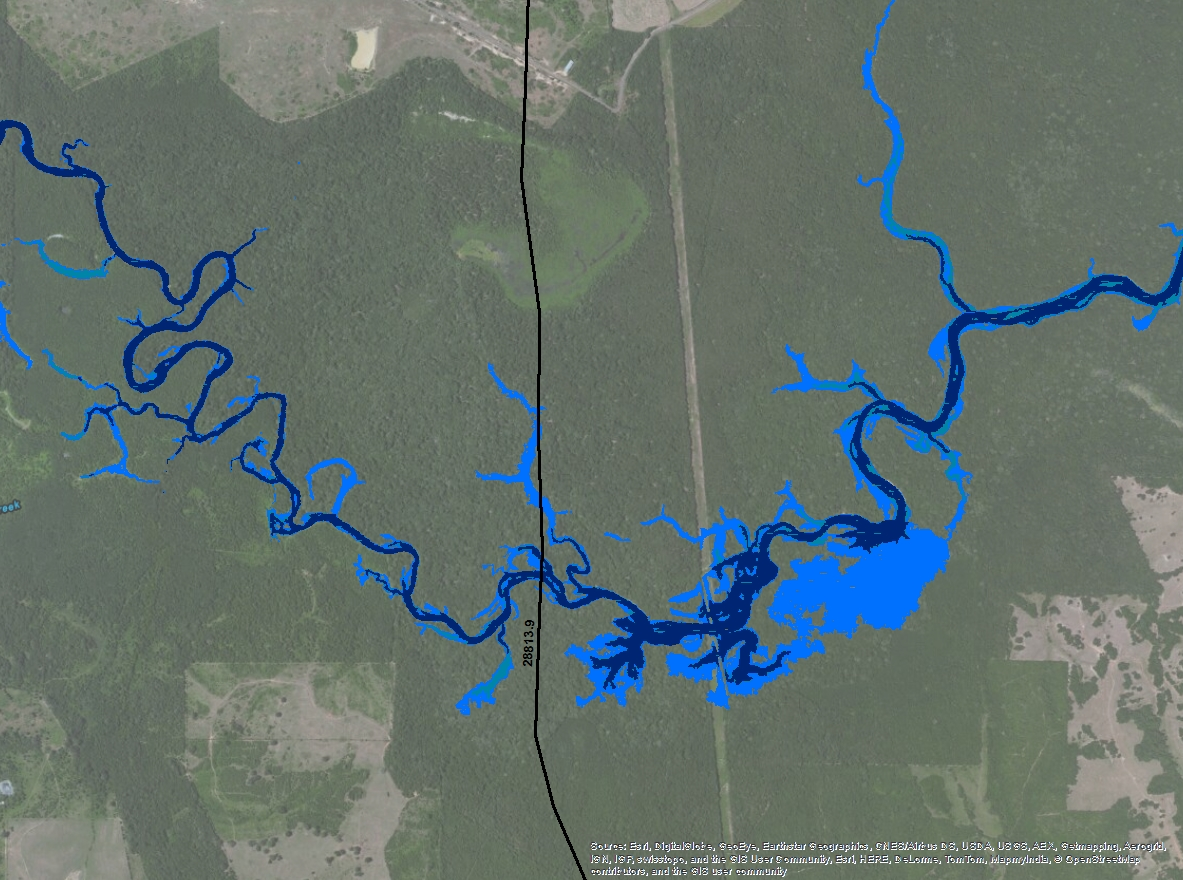 28813.9
Source: Esri, DigitalGlobe, GeoEye, Earthstar Geographics, CNES/Airbus DS, USDA, USGS, AEX, Getmapping, Aerogrid,
IGN, IGP, swisstopo, and the GIS User Community, Esri, HERE, DeLorme, TomTom, MapmyIndia, © OpenStreetMap
contributors, and the GIS user community